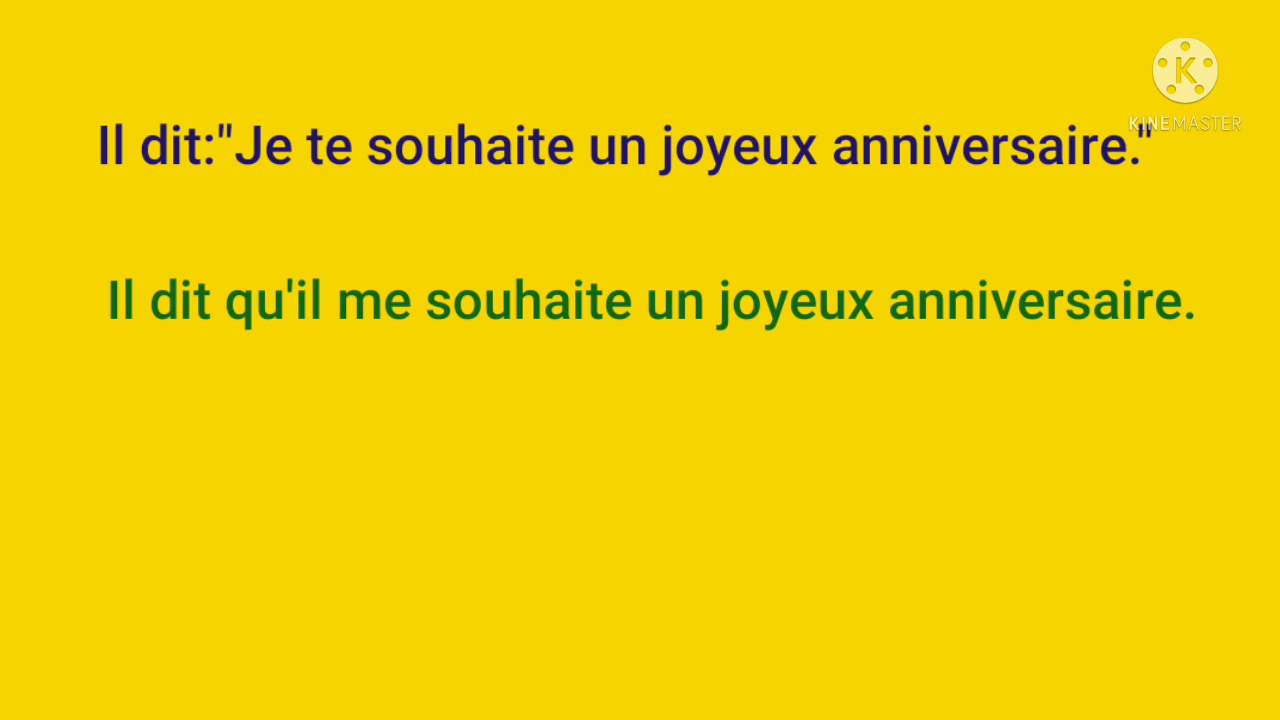 K
KINEMASTER
Il dit:"Je te souhaite un joyeux anniversaire."
Il dit qu'il me souhaite un joyeux anniversaire.